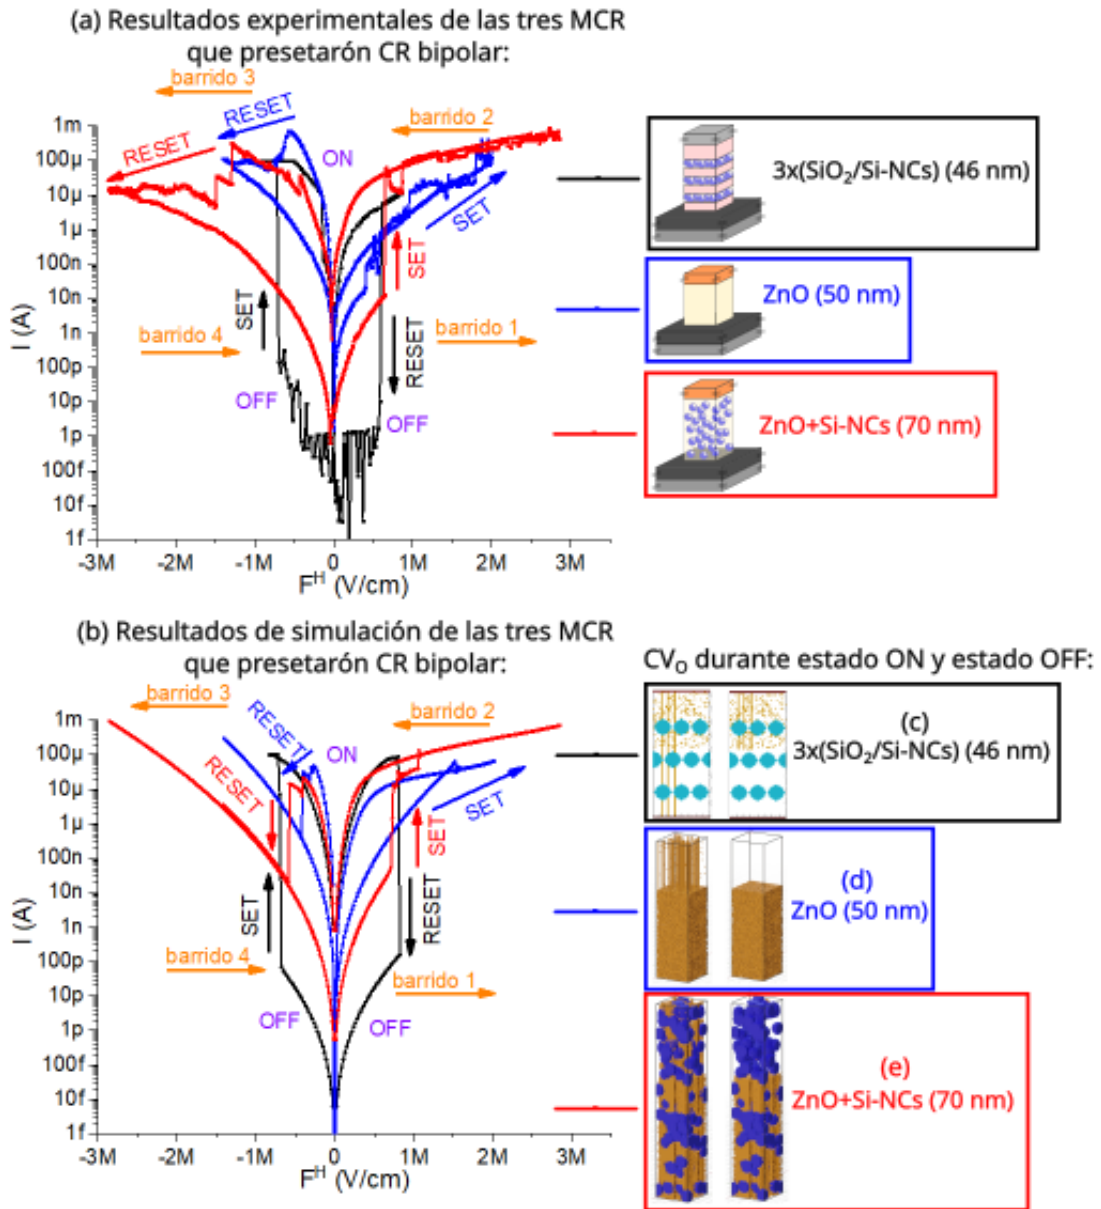 (a) Resultados experimentales de las tres MCR
que presetarón CR bipolar:
barrido 3
RESET
barrido 2
RESET
ON
SET
SET
SET
RESET
barrido 4
barrido 1
OFF
OFF
1m
100µ
10µ
1µ
100n
10n
1n
100p
10p
1p
100f
10f
1f
I (A)
-3M
-2M
-1M
0
1M
2M
3M
F^H (V/cm)
3x(SiO₂/Si-NCs) (46 nm)
ZnO (50 nm)
ZnO+Si-NCs (70 nm)
(b) Resultados de simulación de las tres MCR
que presetarón CR bipolar:
barrido 3
RESET
barrido 2
ON
RESET
SET
SET
SET
RESET
barrido 4
barrido 1
OFF
OFF
1m
100µ
10µ
1µ
100n
10n
1n
100p
10p
1p
100f
10f
1f
I (A)
-3M
-2M
-1M
0
1M
2M
3M
F^H (V/cm)
CV₀ durante estado ON y estado OFF:
(c)
3x(SiO₂/Si-NCs) (46 nm)
(d)
ZnO (50 nm)
(e)
ZnO+Si-NCs (70 nm)